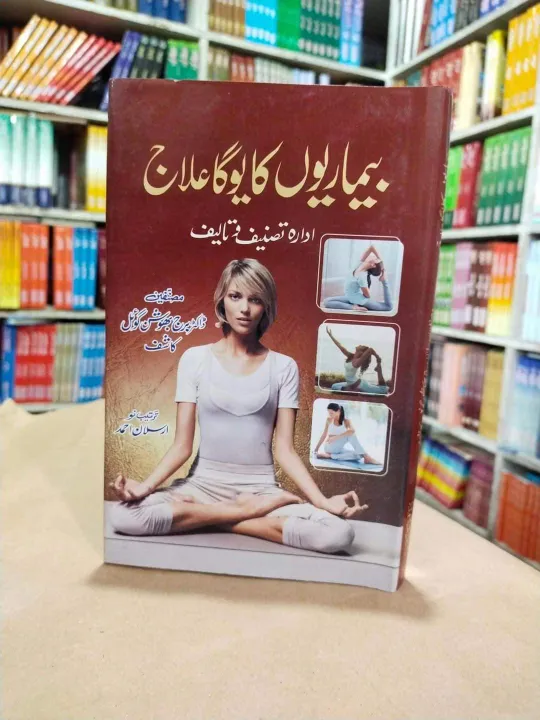 بیماریوں کا یوگا علاج
ادارہ تصنیف و تالیف
مصنفین
ڈاکٹر برج بھوشن گوئل
کاشف
ترتیب نو
ارسلان احمد